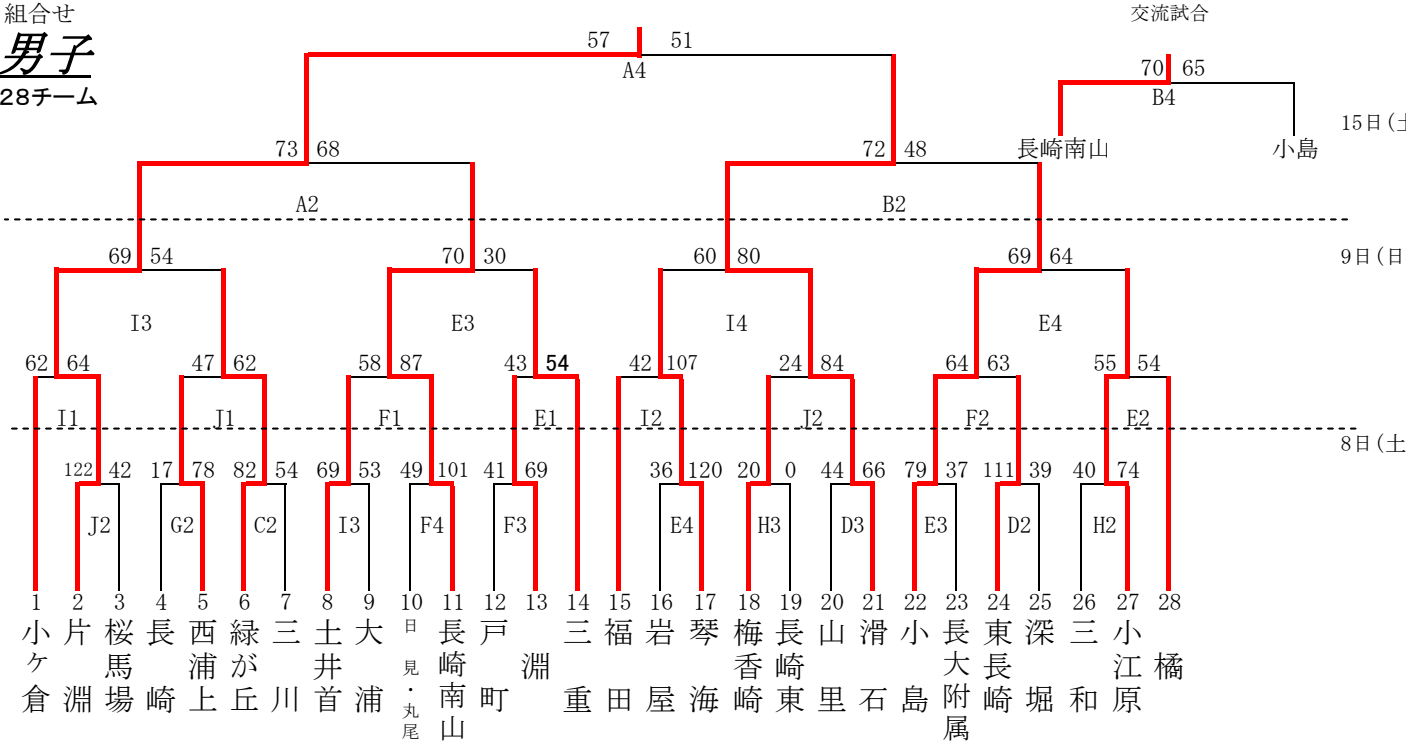 組合せ
男子
28チーム
交流試合
57 51
A4
70 65
B4
15日(土
長崎南山 小島
73 68
72 48
A2
B2
69 54
70 30
60 80
69 64
9日(日
I3
E3
I4
E4
62 64
47 62
58 87
43 54
42 107
24 84
64 63
55 54
I1
J1
F1
E1
I2
J2
F2
E2
8日(土
122 42
17 78
82 54
69 53
49 101
41 69
36 120
20 0
44 66
79 37
111 39
40 74
J2
G2
C2
I3
F4
F3
E4
H3
D3
E3
D2
H2
1 小ヶ倉
2 片淵
3 桜馬場
4 長崎
5 西浦上
6 緑が丘
7 三川
8 土井首
9 大浦
10 日見・丸尾
11 長崎南山
12 戸町
13 淵
14 三重
15 福田
16 岩屋
17 琴海
18 梅香崎
19 長崎東
20 山里
21 滑石
22 小島
23 長大附属
24 東長崎
25 深堀
26 三和
27 小江原
28 橘